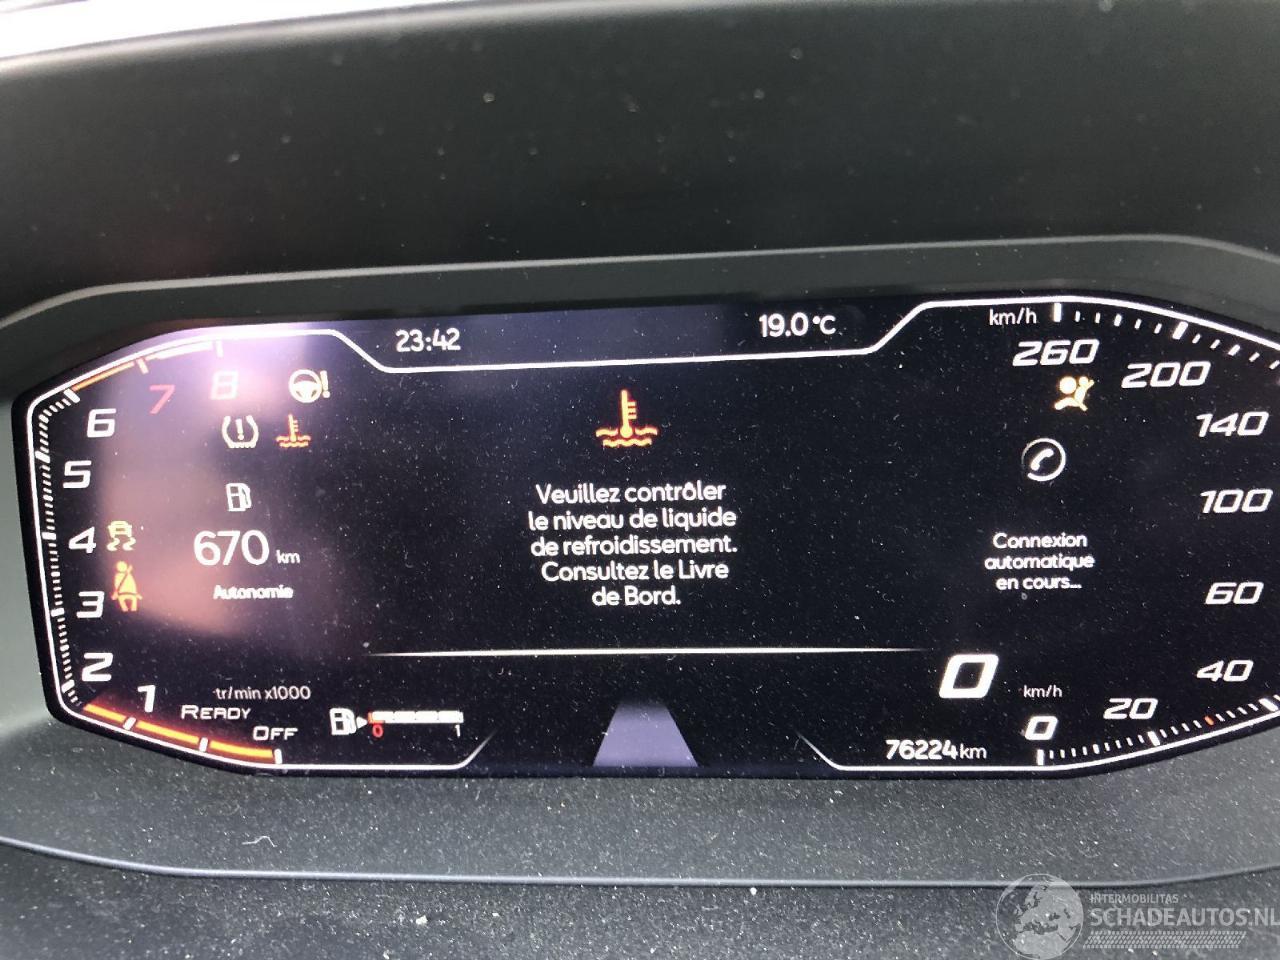 23:42
19.0°C
km/h
260
200
140
100
60
40
20
0
8
7
6
5
4
3
2
1
670 km
Autonomie
Veuillez contrôler
le niveau de liquide
de refroidissement.
Consultez le Livre
de Bord.
Connexion
automatique
en cours...
tr/min x1000
READY
OFF
0 1
0 km/h
76224 km
INTERMOBILITAS
SCHADEAUTOS.NL